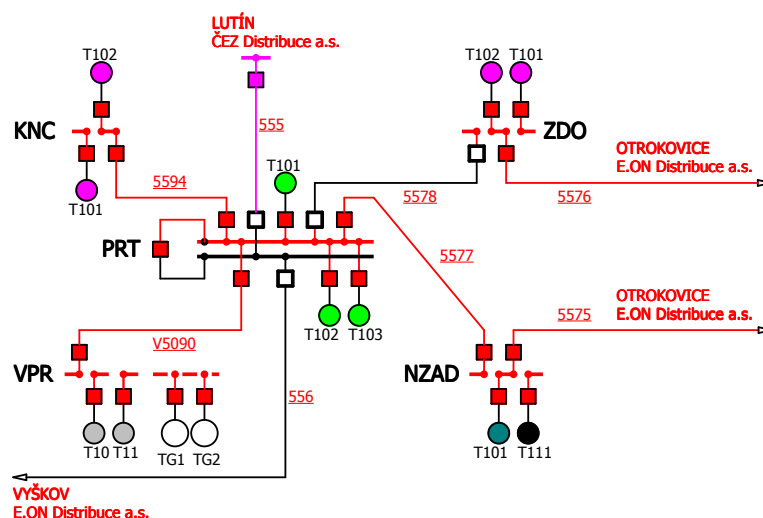 LUTÍN
ČEZ Distribuce a.s.
T102
T102
T101
KNC
555
ZDO
OTROKOVICE
E.ON Distribuce a.s.
T101
T101
5594
5578
5576
PRT
5577
OTROKOVICE
E.ON Distribuce a.s.
5575
T102
T103
V5090
VPR
NZAD
556
T10
T11
TG1
TG2
T101
T111
VYŠKOV
E.ON Distribuce a.s.